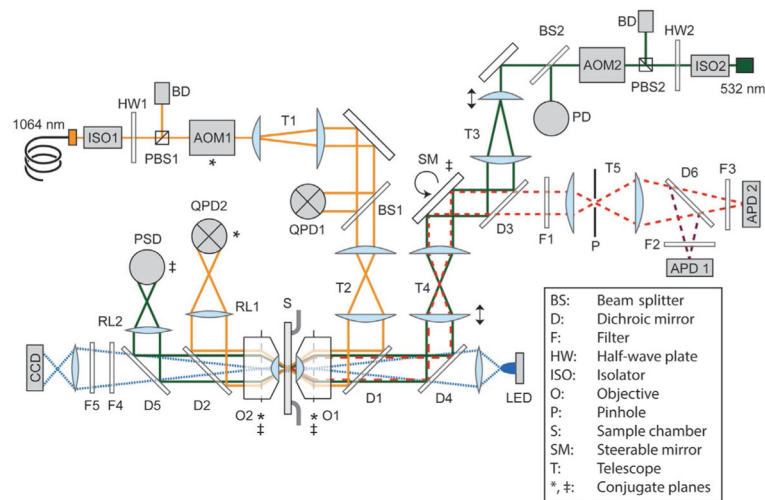 BD
BS2
HW2
AOM2
ISO2
PBS2
532 nm
PD
BD
HW1
1064 nm
ISO1
AOM1
PBS1
*
T1
T3
SM
‡
QPD1
BS1
D3
F1
T5
P
D6
F3
APD 2
F2
APD 1
QPD2
*
PSD
‡
T2
T4
RL1
RL2
S
CCD
F5
F4
D5
D2
O2
*
‡
*
‡
O1
D1
D4
LED
BS: Beam splitter
D: Dichroic mirror
F: Filter
HW: Half-wave plate
ISO: Isolator
O: Objective
P: Pinhole
S: Sample chamber
SM: Steerable mirror
T: Telescope
*, ‡: Conjugate planes